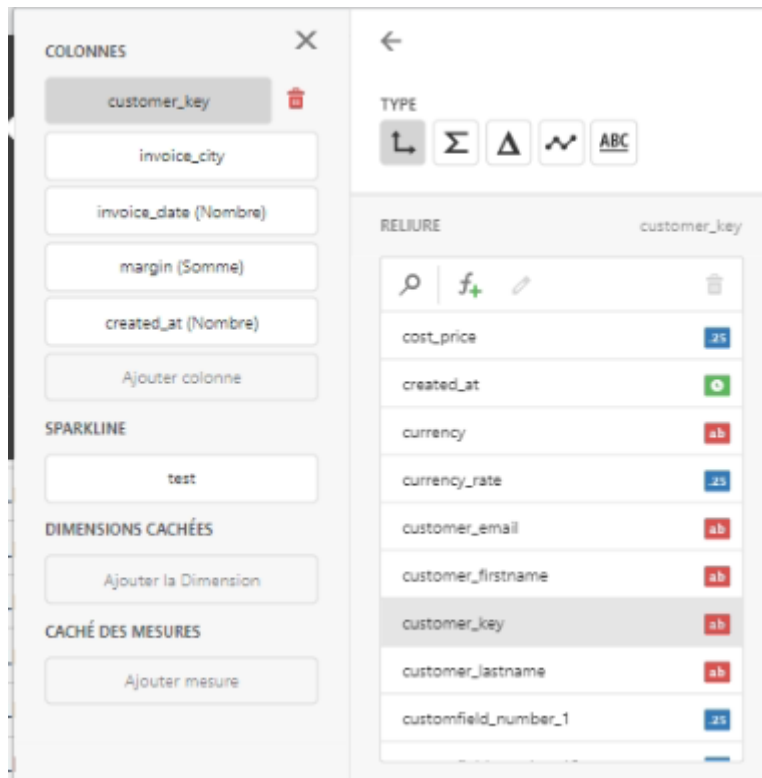 COLONNES
customer_key
invoice_city
invoice_date (Nombre)
margin (Somme)
created_at (Nombre)
Ajouter colonne
SPARKLINE
test
DIMENSIONS CACHÉES
Ajouter la Dimension
CACHÉ DES MESURES
Ajouter mesure
TYPE
ABC
RELIURE customer_key
cost_price .25
created_at
currency ab
currency_rate .25
customer_email ab
customer_firstname ab
customer_key ab
customer_lastname ab
customfield_number_1 .25